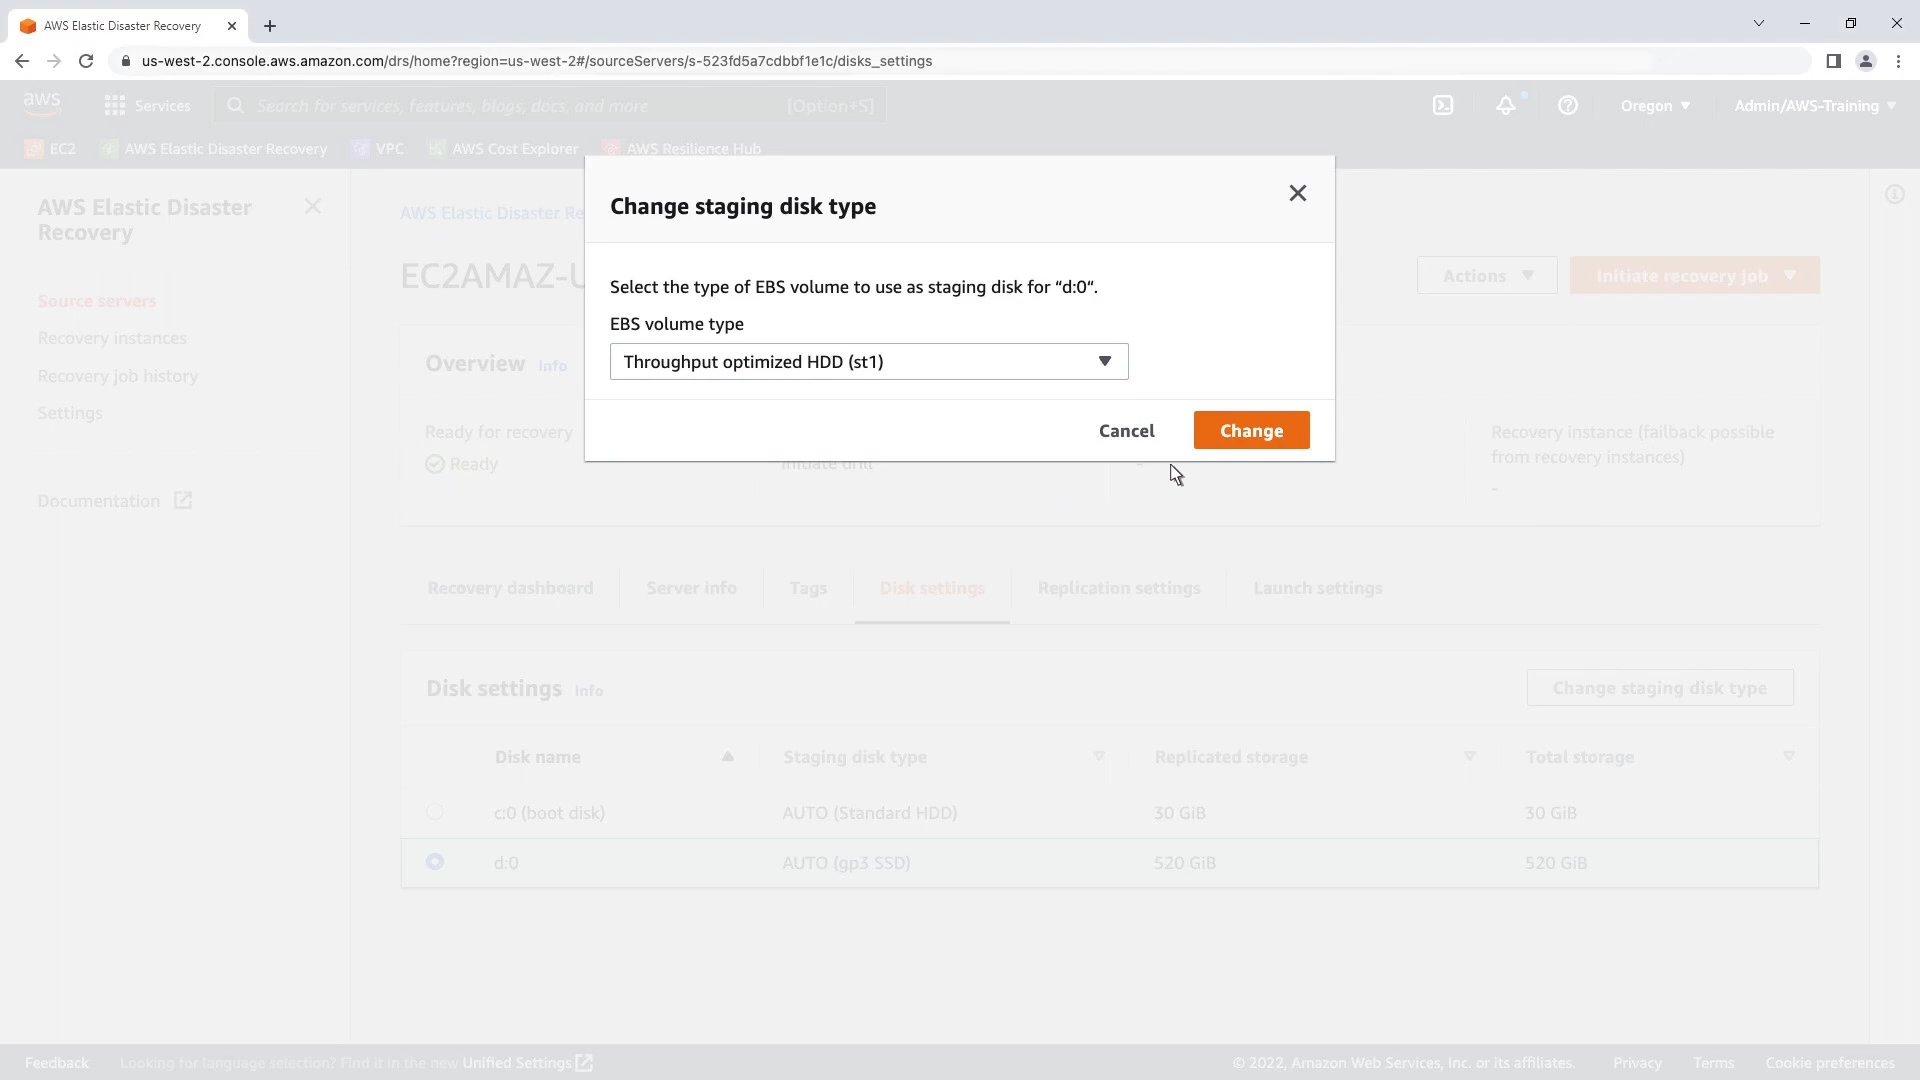 AWS Elastic Disaster Recovery
us-west-2.console.aws.amazon.com/drs/home?region=us-west-2#/sourceServers/s-523fd5a7cdbbf1e1c/disks_settings
aws
Services
Search for services, features, blogs, docs, and more
[Option+S]
Oregon
Admin/AWS-Training
EC2
AWS Elastic Disaster Recovery
VPC
AWS Cost Explorer
AWS Resilience Hub
AWS Elastic Disaster
Recovery
Source servers
Recovery instances
Recovery job history
Settings
Documentation
AWS Elastic Disaster Re
EC2AMAZ-U
Actions
Initiate recovery job
Change staging disk type
Select the type of EBS volume to use as staging disk for “d:0“.
EBS volume type
Throughput optimized HDD (st1)
Cancel
Change
Overview Info
Ready for recovery
Ready
Initiate drill
-
Recovery instance (failback possible
from recovery instances)
-
Recovery dashboard
Server info
Tags
Disk settings
Replication settings
Launch settings
Disk settings Info
Change staging disk type
Disk name
Staging disk type
Replicated storage
Total storage
c:0 (boot disk)
AUTO (Standard HDD)
30 GiB
30 GiB
d:0
AUTO (gp3 SSD)
520 GiB
520 GiB
Feedback
Looking for language selection? Find it in the new Unified Settings
© 2022, Amazon Web Services, Inc. or its affiliates.
Privacy
Terms
Cookie preferences